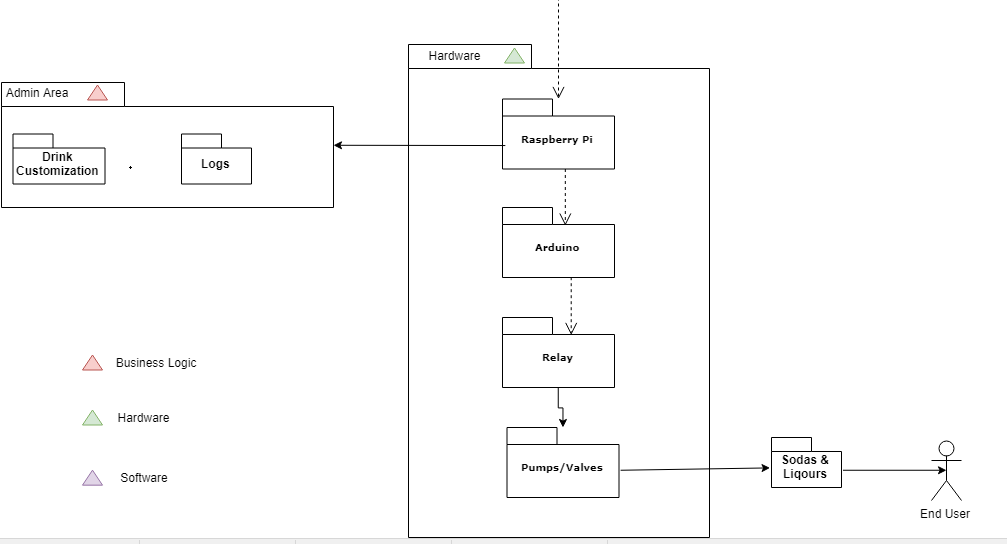 Hardware
Admin Area
Raspberry Pi
Drink
Customization
Logs
Arduino
Relay
Business Logic
Hardware
Pumps/Valves
Sodas &
Liqours
Software
End User